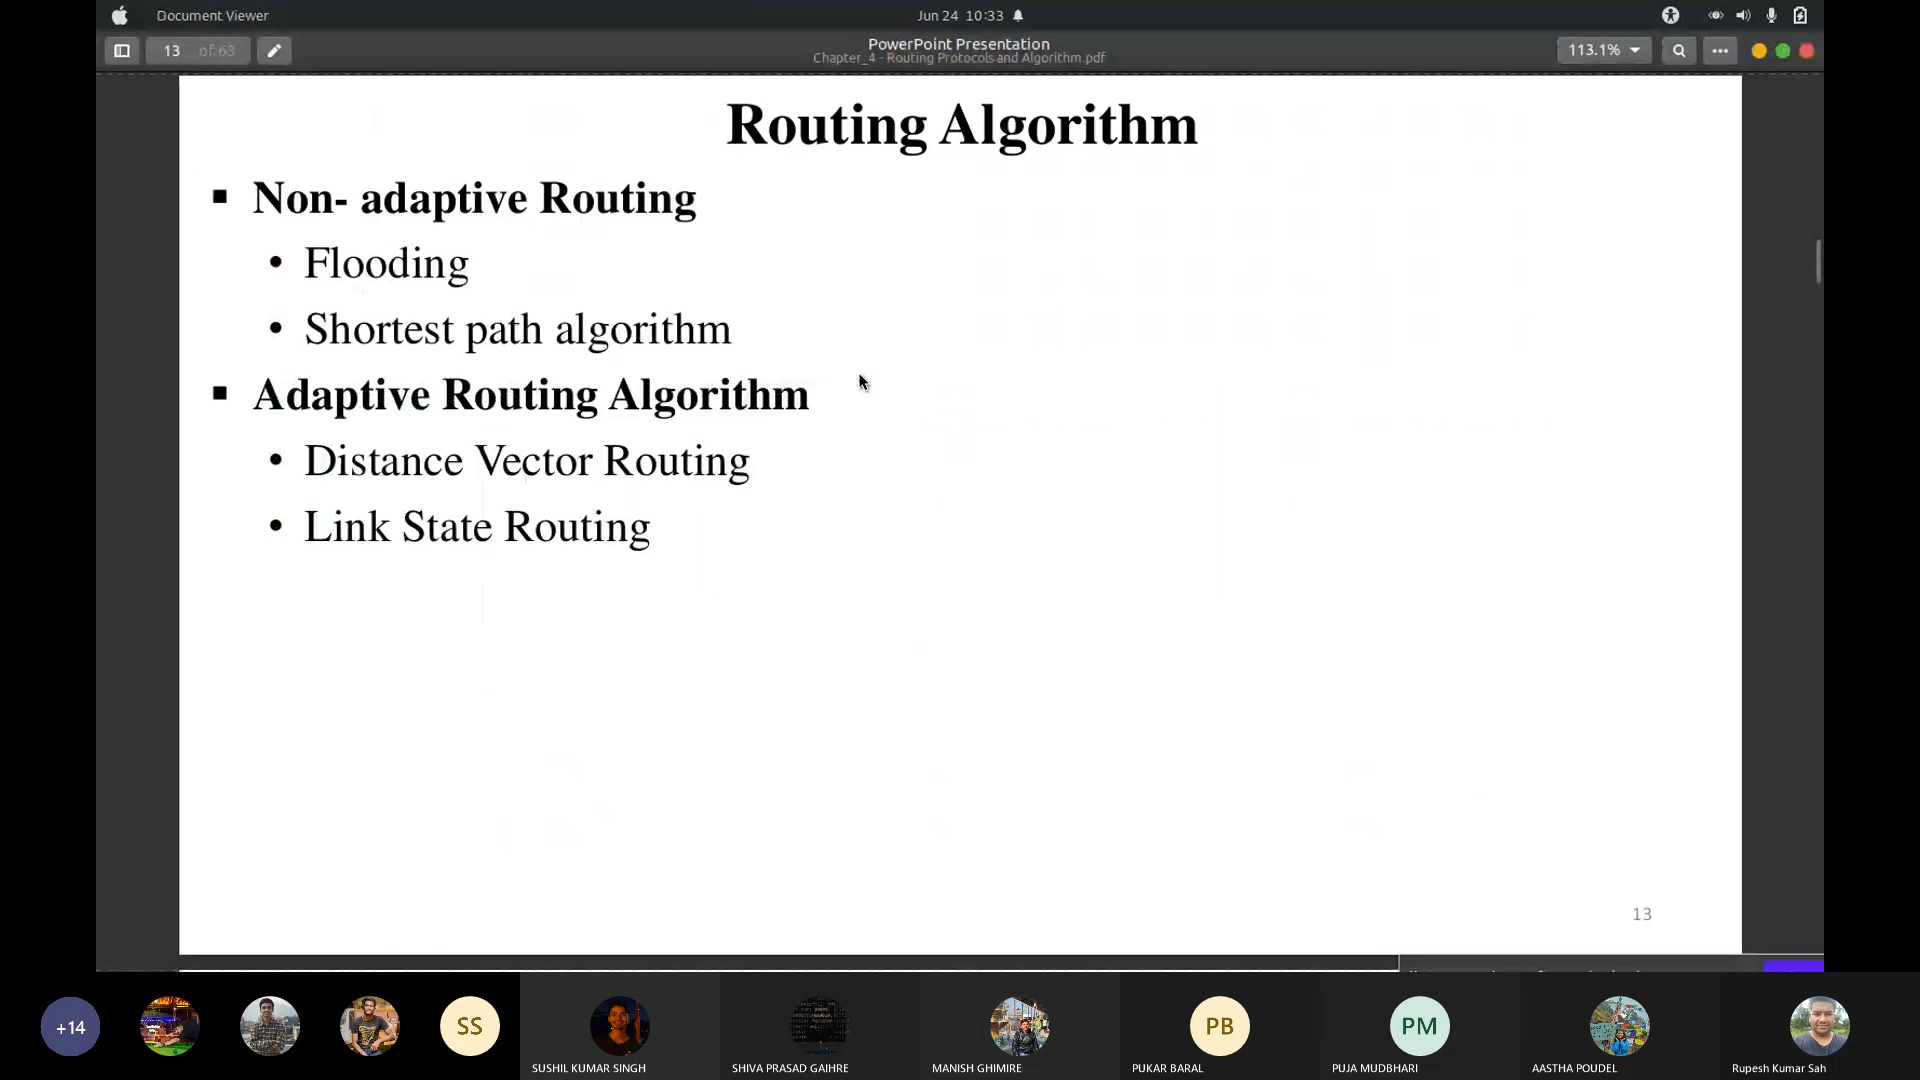 Document Viewer
Jun 24 10:33
13 of 63
PowerPoint Presentation
Chapter_4 - Routing Protocols and Algorithm.pdf
113.1%
Routing Algorithm
▪ Non- adaptive Routing
• Flooding
• Shortest path algorithm
▪ Adaptive Routing Algorithm
• Distance Vector Routing
• Link State Routing
13
+14
SS
PB
PM
SUSHIL KUMAR SINGH
SHIVA PRASAD GAIHRE
MANISH GHIMIRE
PUKAR BARAL
PUJA MUDBHARI
AASTHA POUDEL
Rupesh Kumar Sah